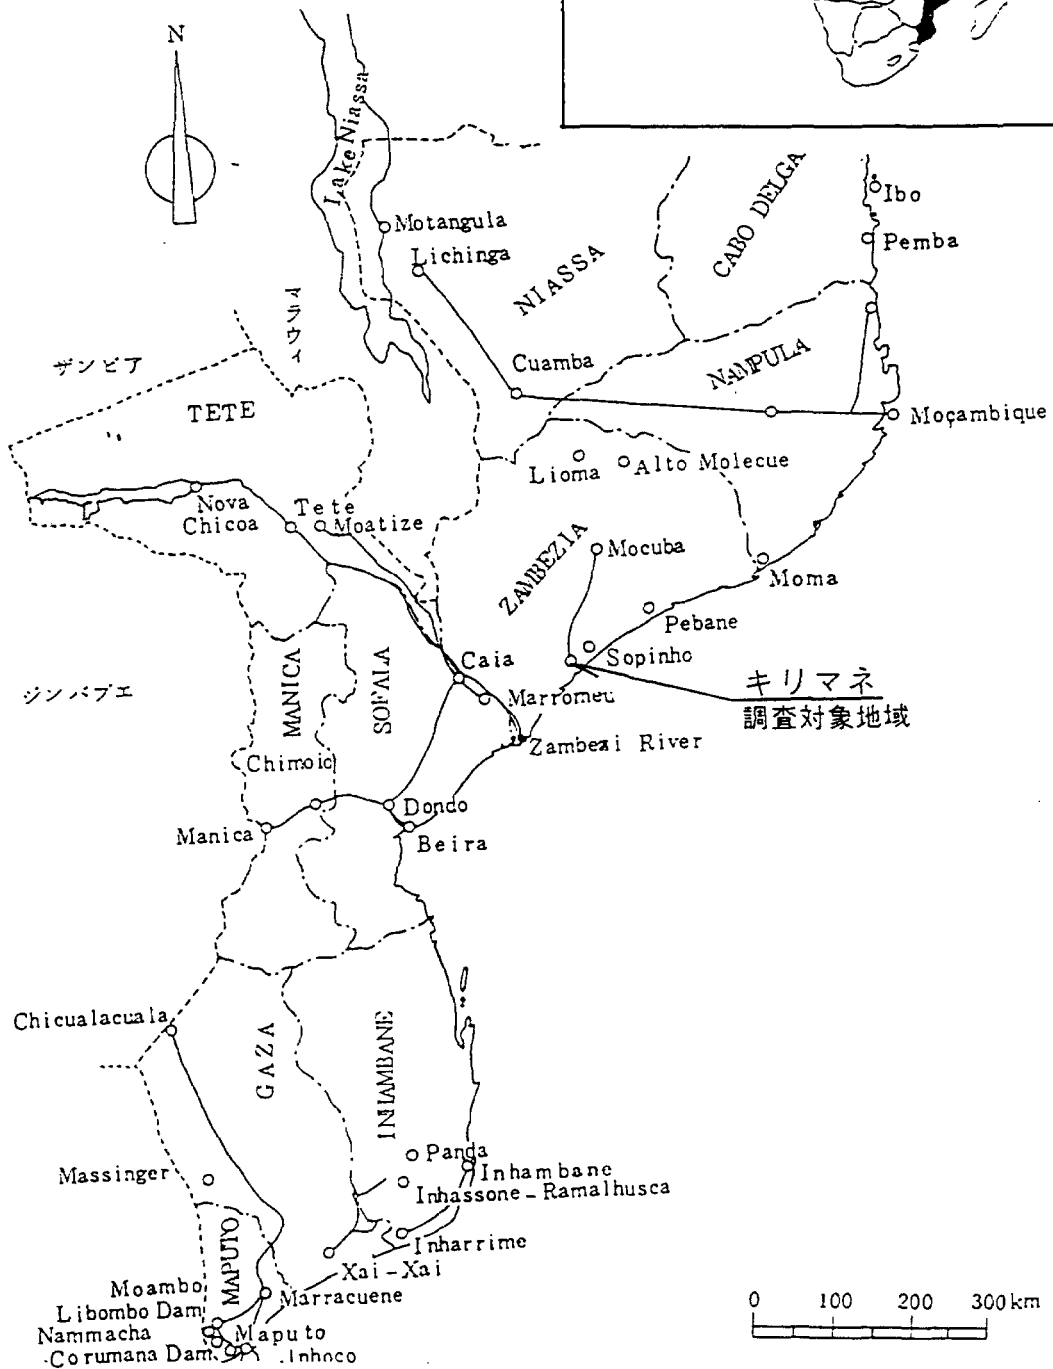 N
Lake Niassa
Ibo
Motangula
Pemba
Lichinga
CABO DELGA
NIASSA
マラウィ
ザンビア
Cuamba
NAMPULA
TETE
Moçambique
Lioma
Alto Molecue
Nova
Chicoa
Tete
Moatize
ZAMBEZIA
Mocuba
Moma
Pebane
Sopinho
キリマネ
調査対象地域
Caia
MANICA
SOFALA
ジンバブエ
Marromeu
Zambezi River
Chimoio
Dondo
Manica
Beira
Chicualacuala
GAZA
INHAMBANE
Panda
Massinger
Inhambane
Inhassone-Ramalhusca
MAPUTO
Inharrime
Xai-Xai
Moambo
Marracuene
Libombo Dam
Nammacha
Maputo
Corumana Dam
Inhoco
0 100 200 300km